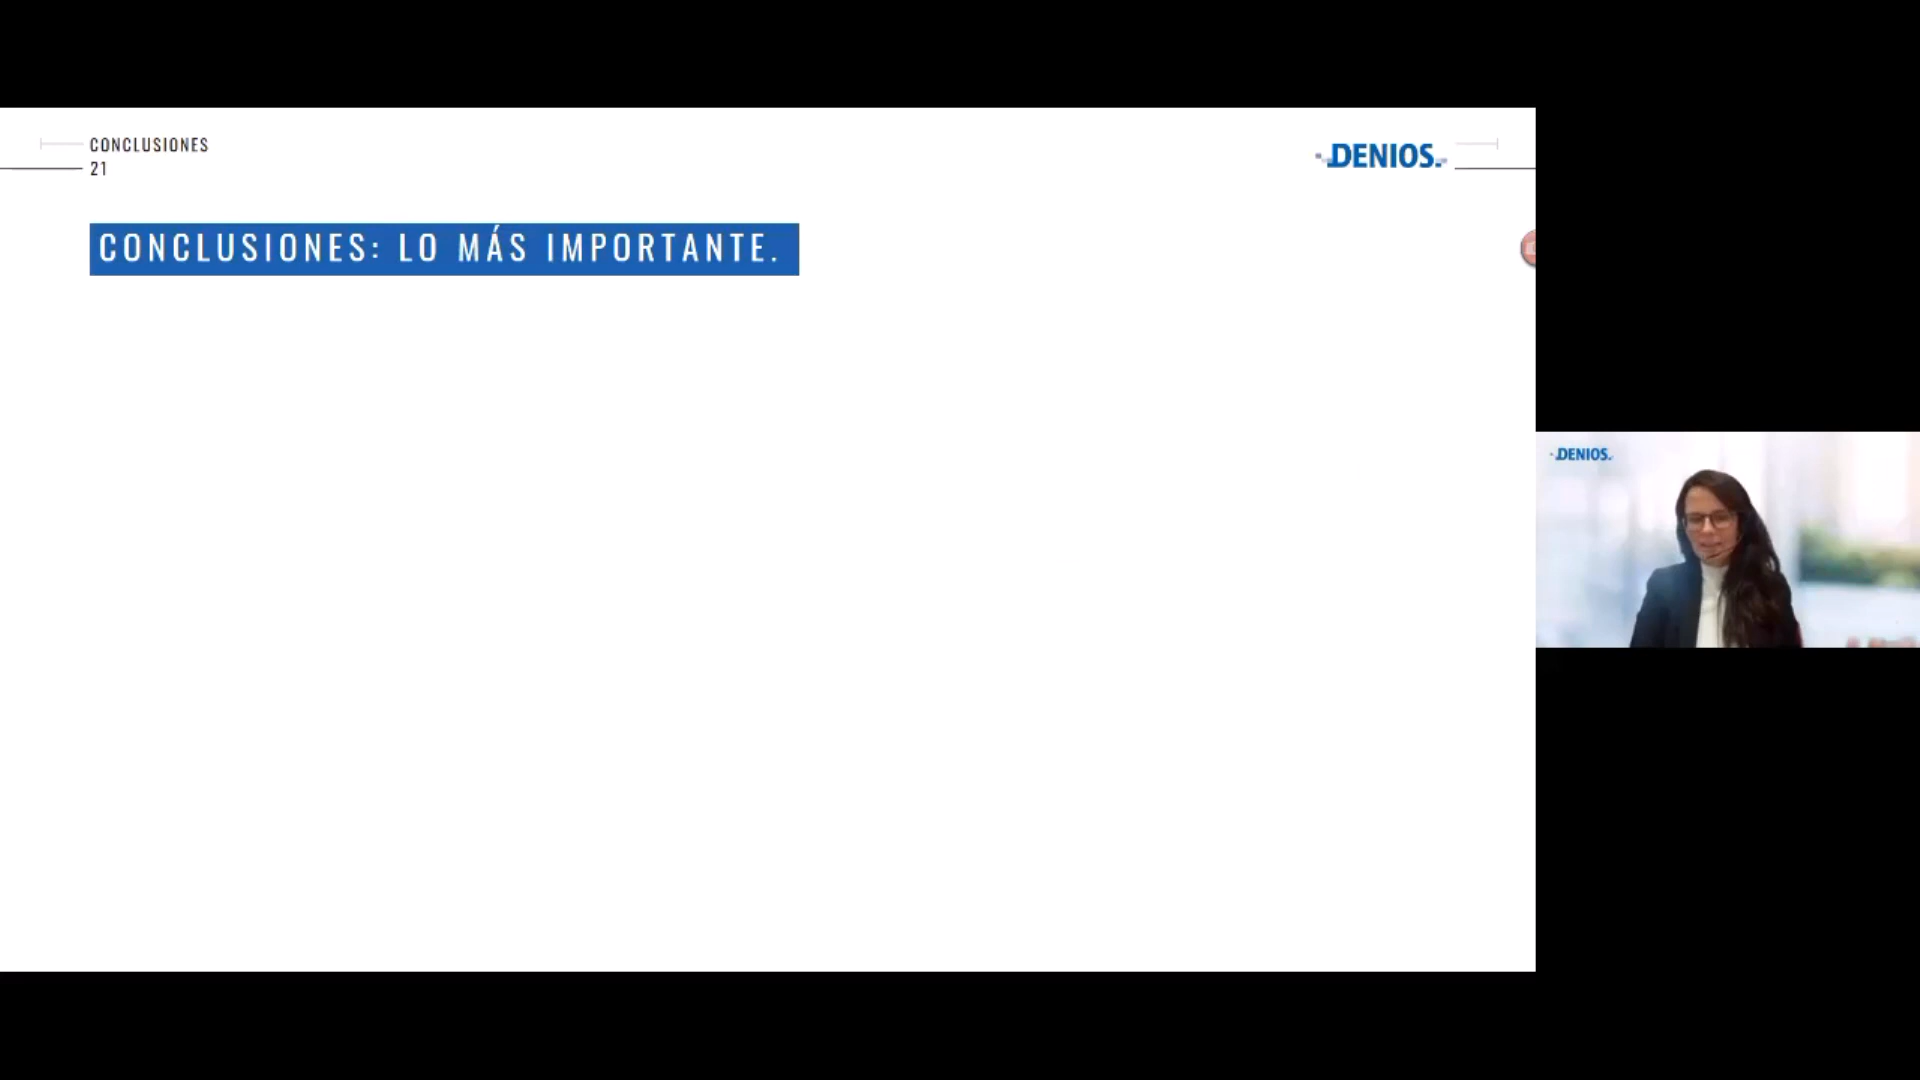 CONCLUSIONES
21
DENIOS.
CONCLUSIONES: LO MÁS IMPORTANTE.
DENIOS.